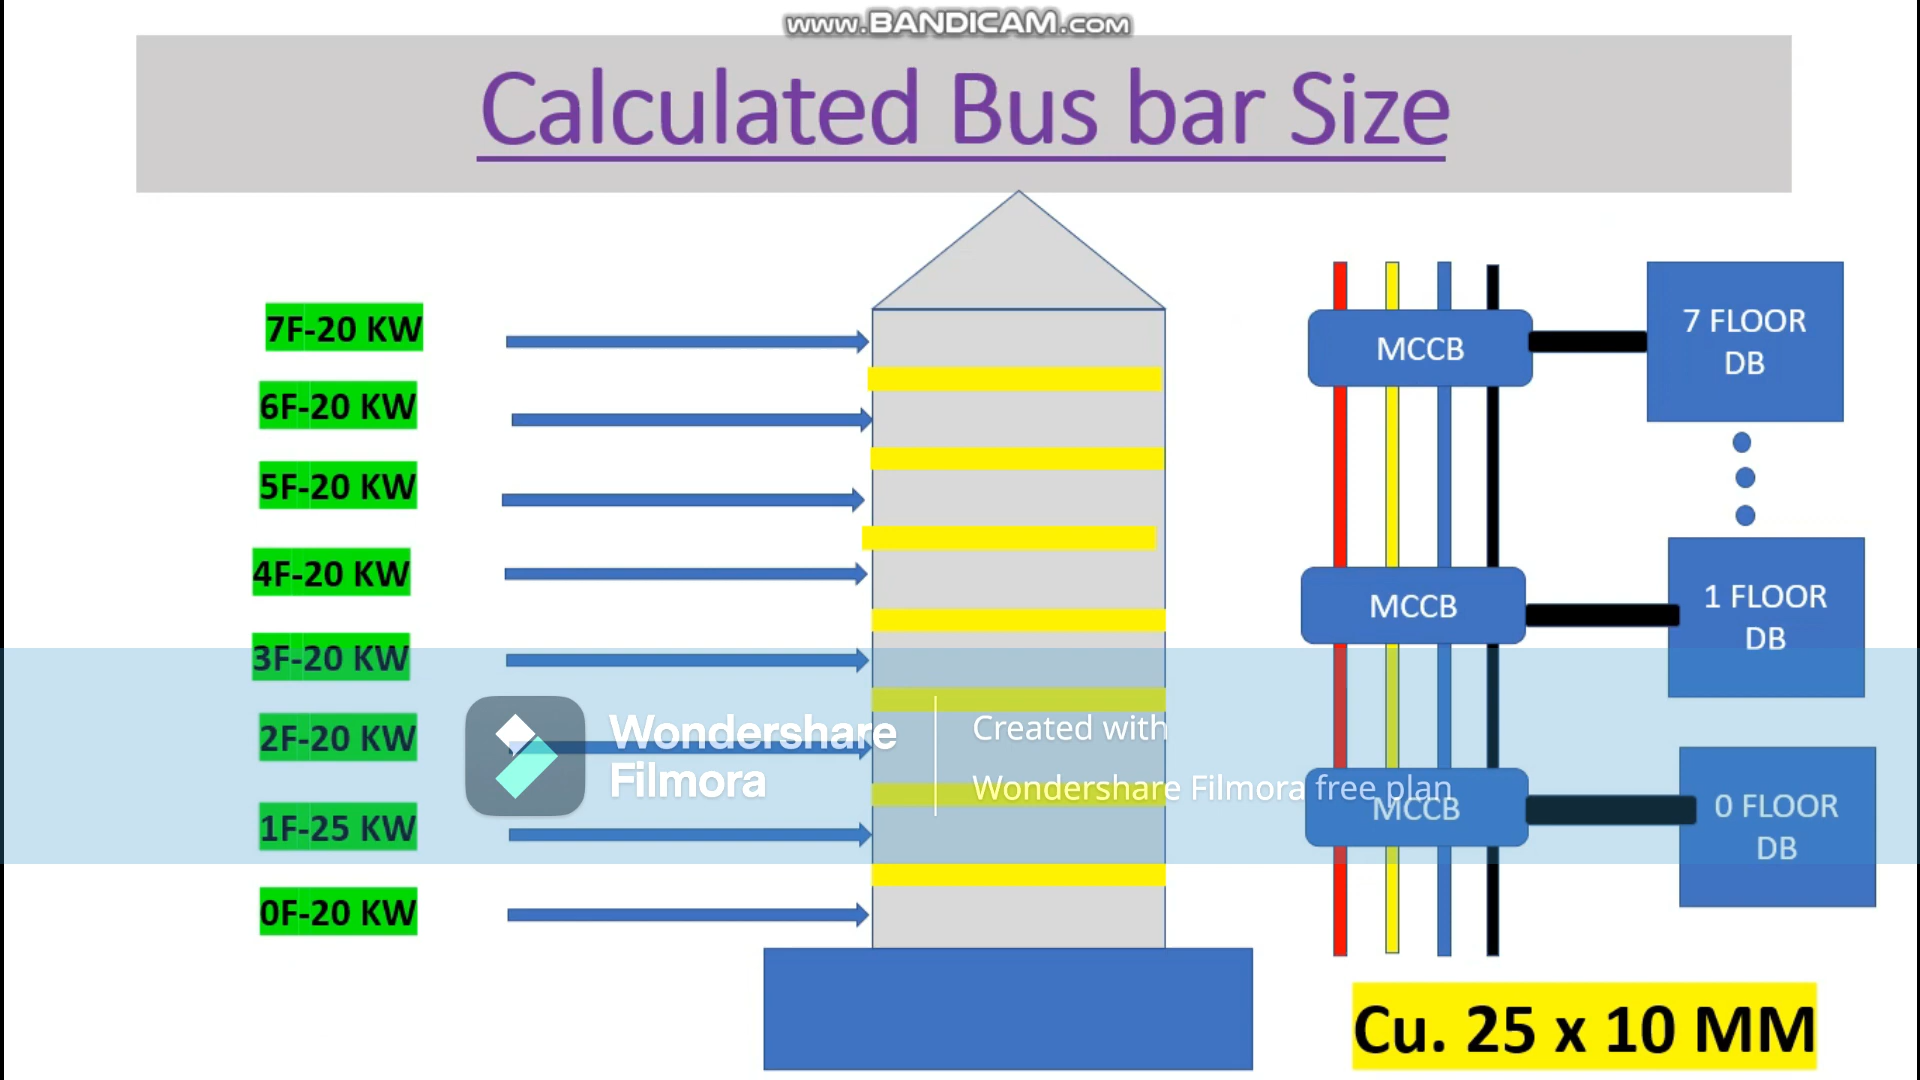 www.BANDICAM.com
Calculated Bus bar Size
7F-20 KW
6F-20 KW
5F-20 KW
4F-20 KW
3F-20 KW
2F-20 KW
1F-25 KW
0F-20 KW
MCCB
7 FLOOR
DB
MCCB
1 FLOOR
DB
MCCB
0 FLOOR
DB
Wondershare
Filmora
Created with
Wondershare Filmora free plan
Cu. 25 x 10 MM